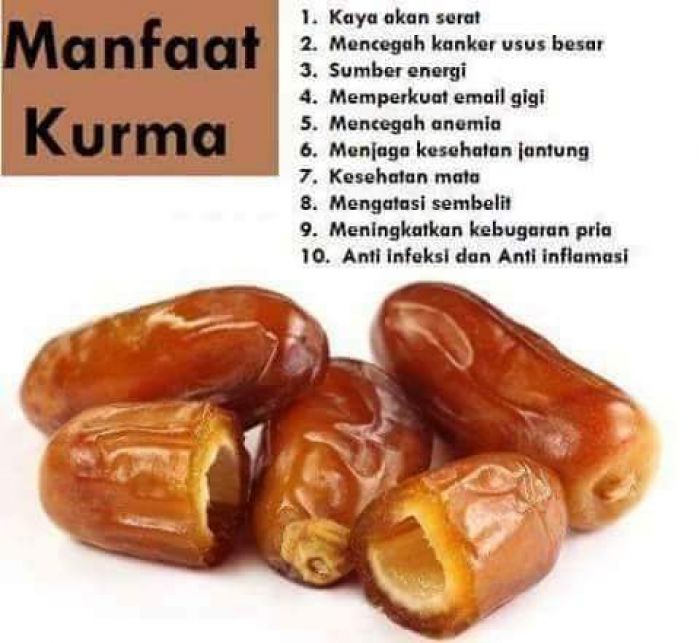 Manfaat
Kurma
1. Kaya akan serat
2. Mencegah kanker usus besar
3. Sumber energi
4. Memperkuat email gigi
5. Mencegah anemia
6. Menjaga kesehatan jantung
7. Kesehatan mata
8. Mengatasi sembelit
9. Meningkatkan kebugaran pria
10. Anti infeksi dan Anti inflamasi